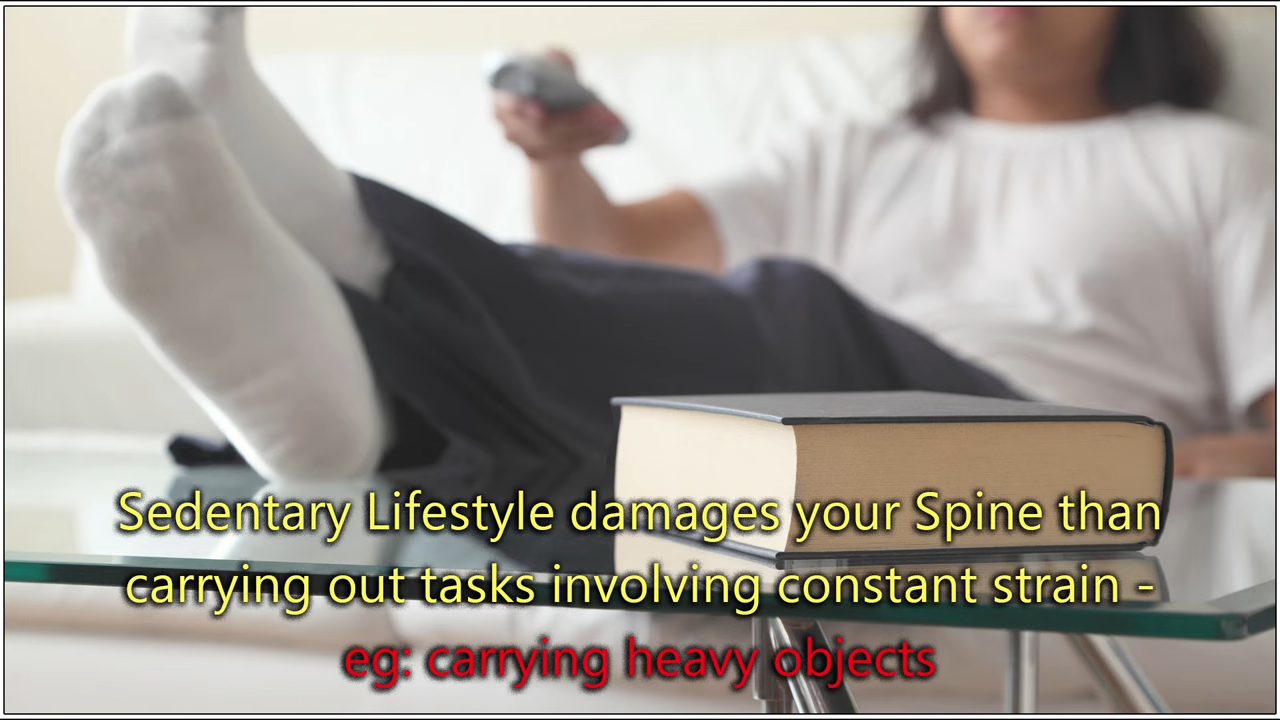 Sedentary Lifestyle damages your Spine than
carrying out tasks involving constant strain -
eg: carrying heavy objects